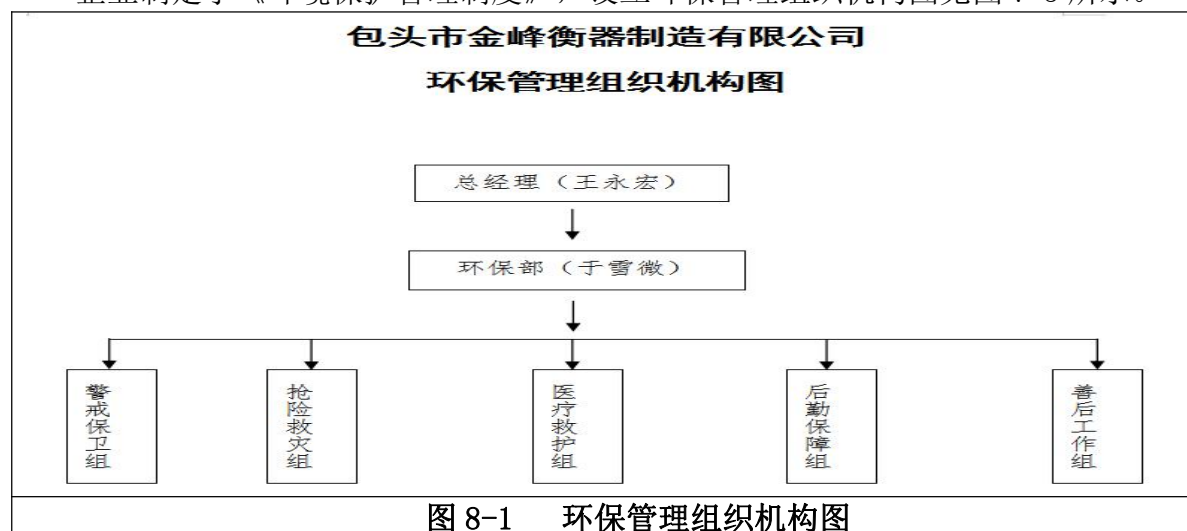 包头市金峰衡器制造有限公司
环保管理组织机构图
总经理（王永宏）
环保部（于雪微）
警戒保卫组
抢险救灾组
医疗救护组
后勤保障组
善后工作组
图 8-1 环保管理组织机构图